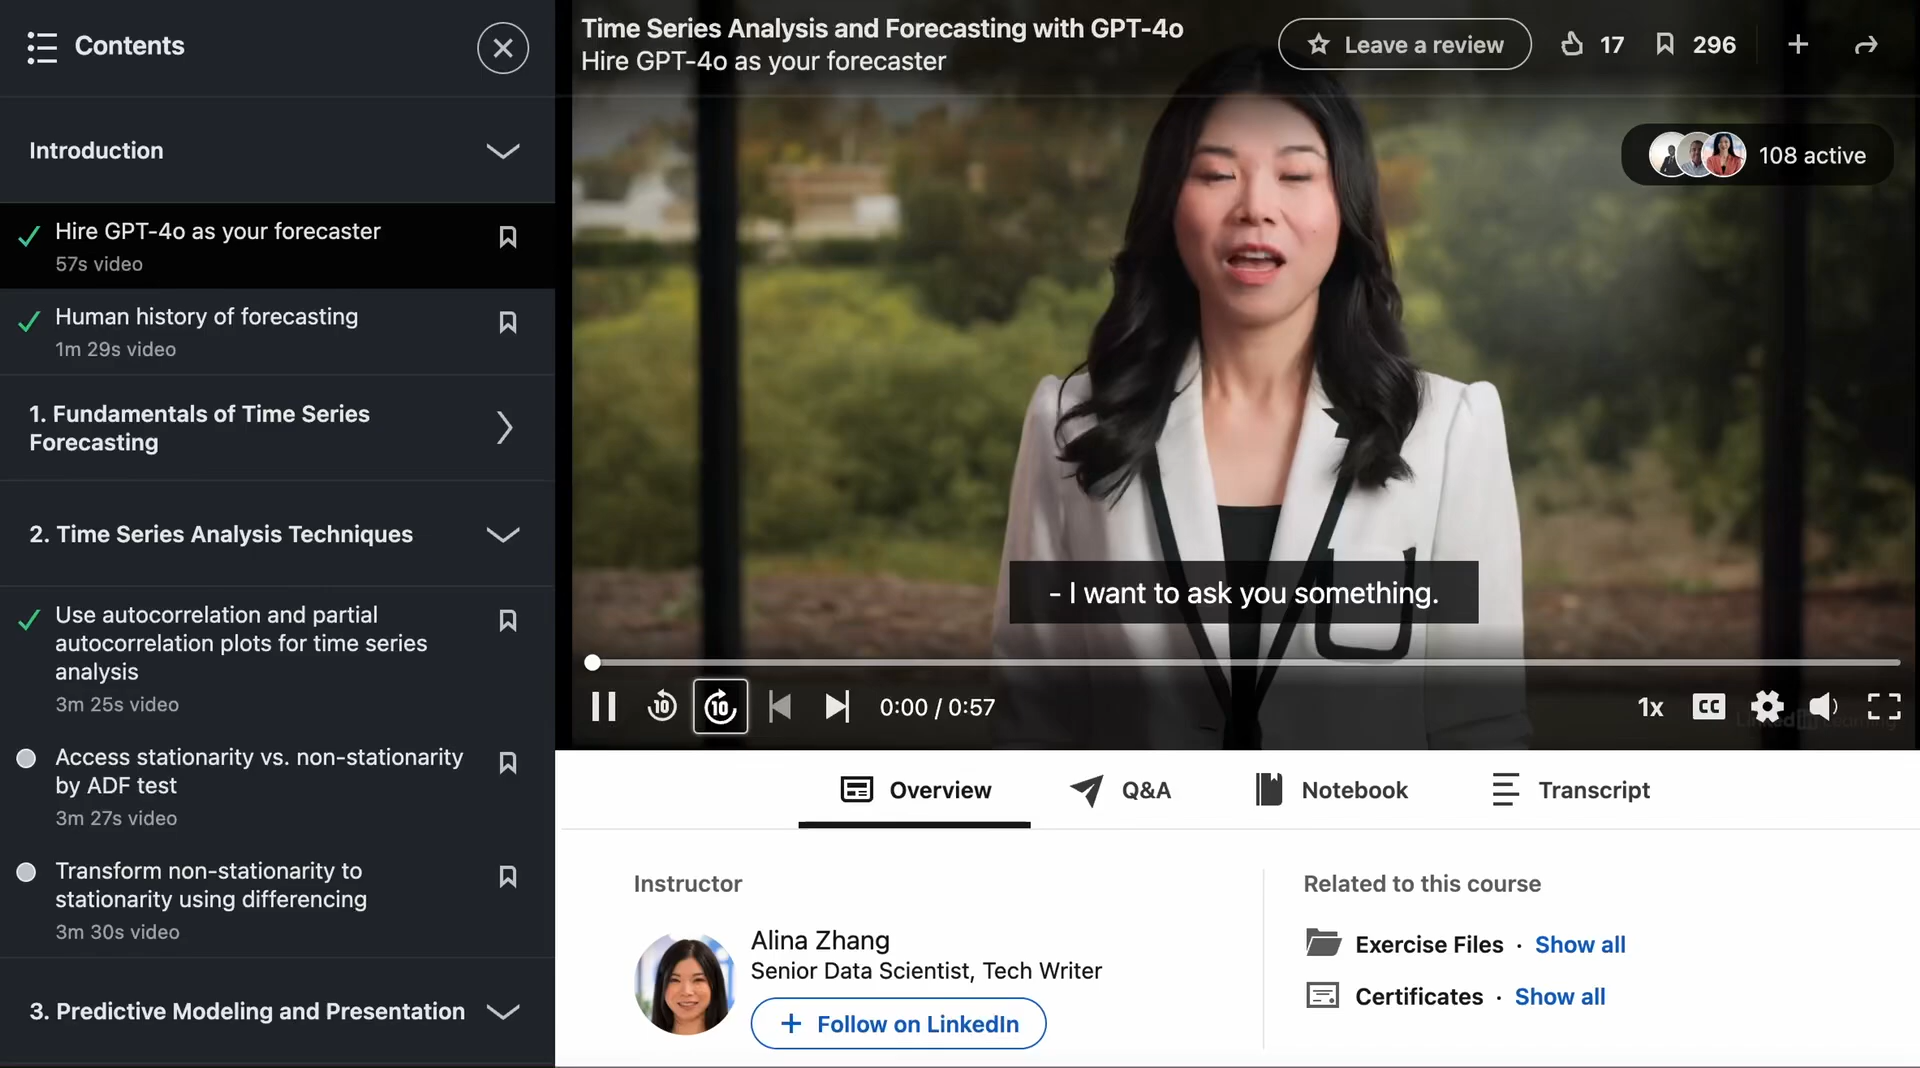 Contents
Introduction
Hire GPT-4o as your forecaster
57s video
Human history of forecasting
1m 29s video
1. Fundamentals of Time Series
Forecasting
2. Time Series Analysis Techniques
Use autocorrelation and partial
autocorrelation plots for time series
analysis
3m 25s video
Access stationarity vs. non-stationarity
by ADF test
3m 27s video
Transform non-stationarity to
stationarity using differencing
3m 30s video
3. Predictive Modeling and Presentation
Time Series Analysis and Forecasting with GPT-4o
Hire GPT-4o as your forecaster
Leave a review
17
296
108 active
- I want to ask you something.
10
10
0:00 / 0:57
1x
CC
LinkedIn Learning
Overview
Q&A
Notebook
Transcript
Instructor
Alina Zhang
Senior Data Scientist, Tech Writer
+ Follow on LinkedIn
Related to this course
Exercise Files · Show all
Certificates · Show all